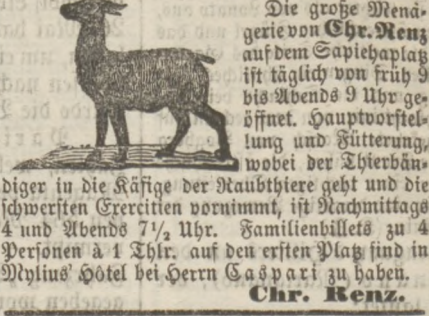 Die große Mena-
gerie von Chr. Renz
auf dem Sapiehaplatz
ist täglich von früh 9
bis Abends 9 Uhr ge-
öffnet. Hauptvorstel-
lung und Fütterung,
wobei der Thierbän-
diger in die Käfige der Raubthiere geht und die
schwersten Exercitien vornimmt, ist Nachmittags
4 und Abends 7½ Uhr. Familienbillets zu 4
Personen à 1 Thlr. auf den ersten Platz sind in
Mylius' Hôtel bei Herrn Caspari zu haben.
Chr. Renz.